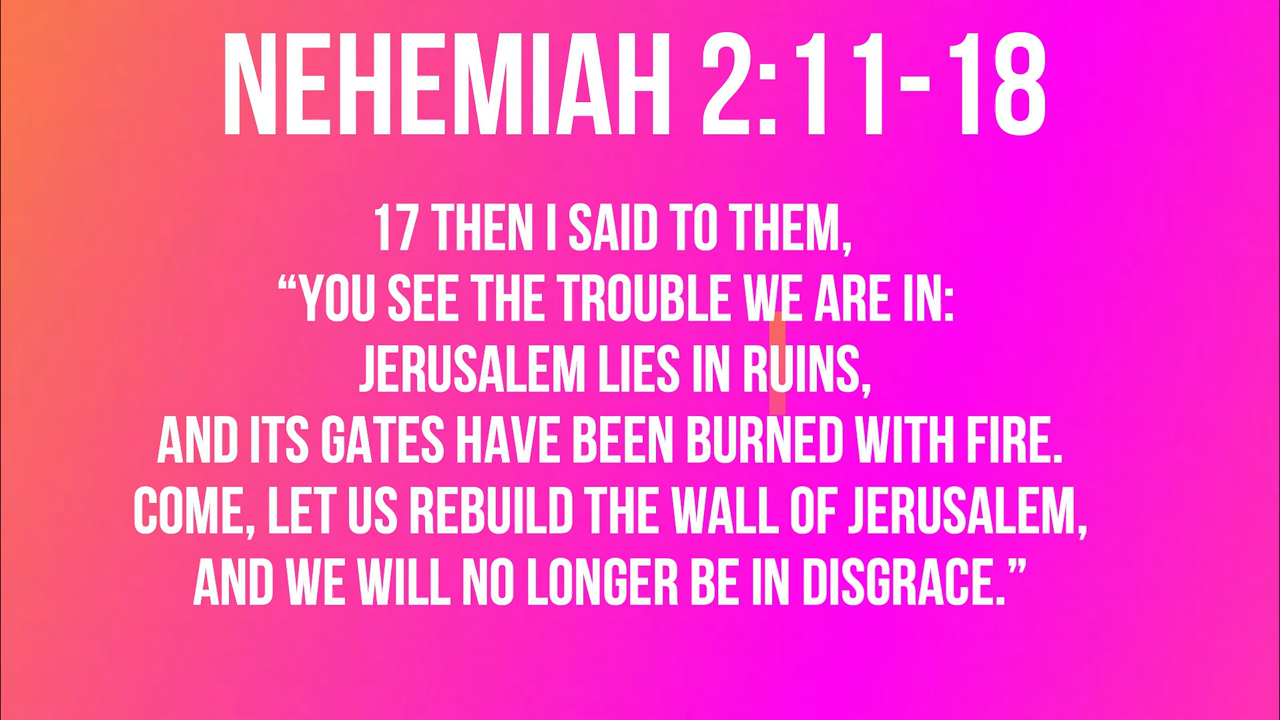 NEHEMIAH 2:11-18
17 THEN I SAID TO THEM,
“YOU SEE THE TROUBLE WE ARE IN:
JERUSALEM LIES IN RUINS,
AND ITS GATES HAVE BEEN BURNED WITH FIRE.
COME, LET US REBUILD THE WALL OF JERUSALEM,
AND WE WILL NO LONGER BE IN DISGRACE.”